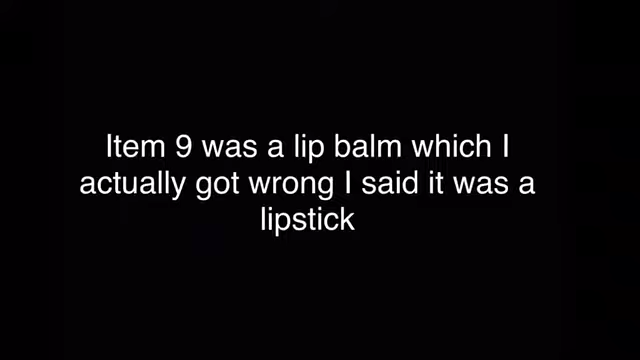 Item 9 was a lip balm which I
actually got wrong I said it was a
lipstick